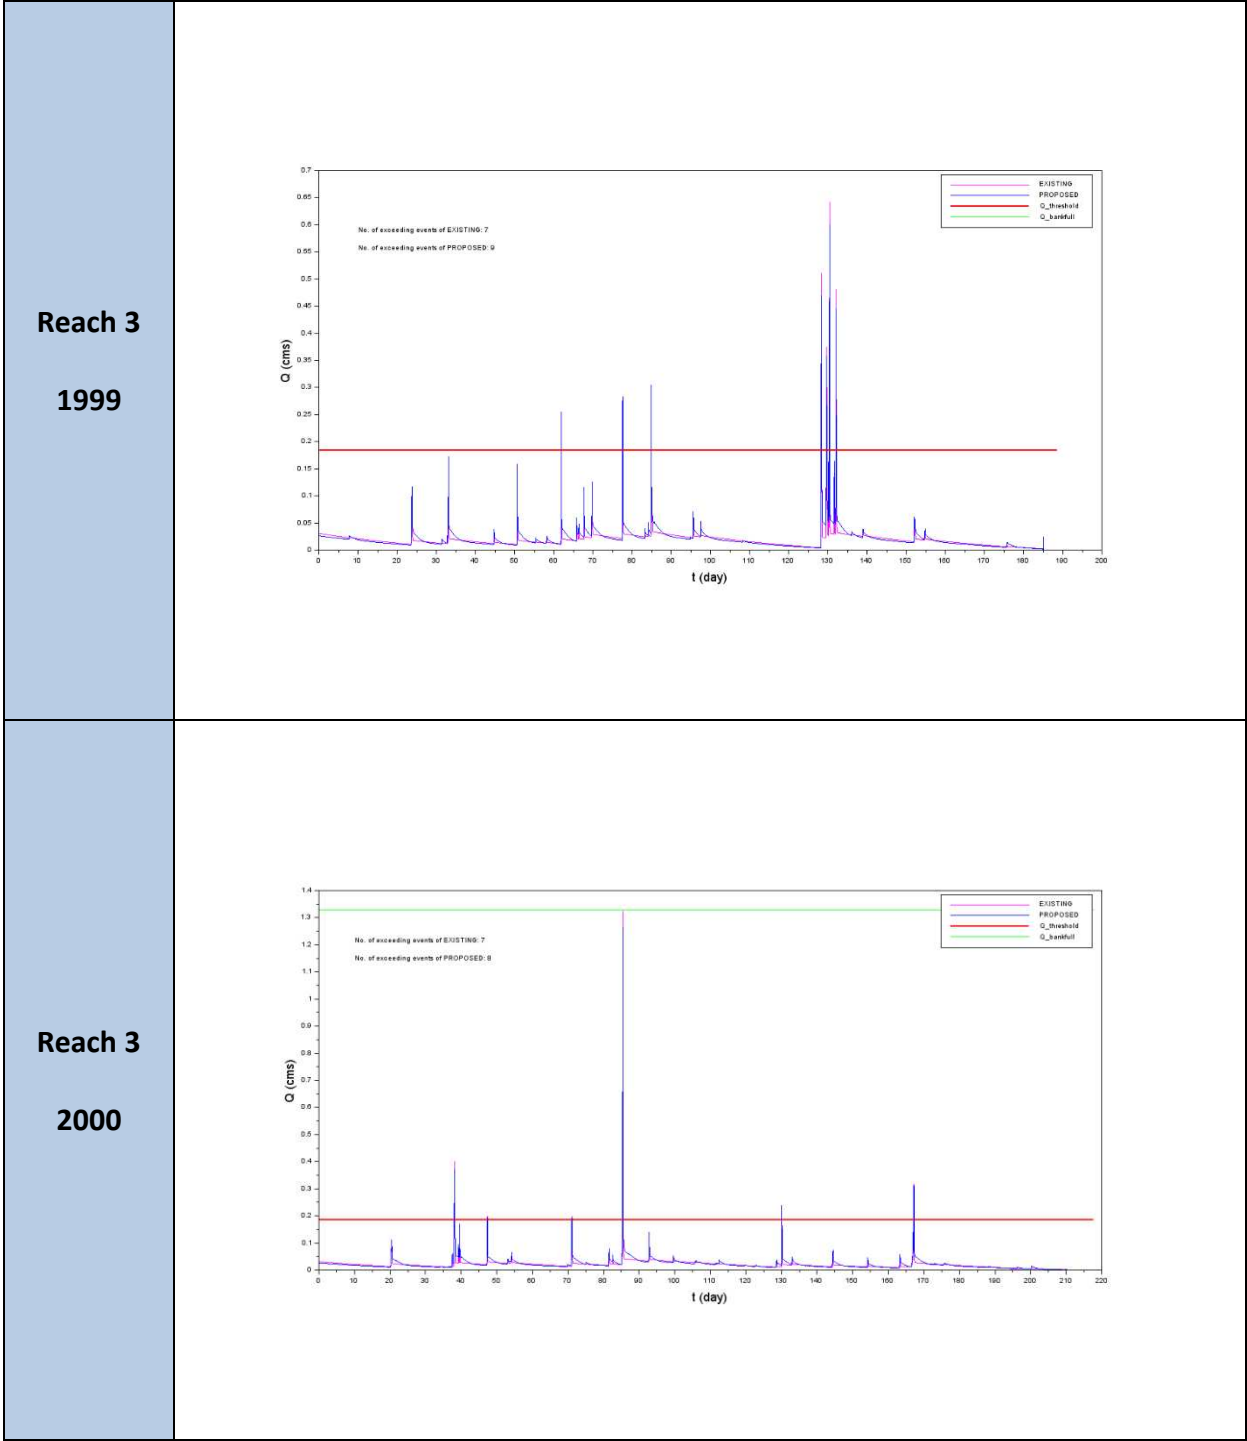 Reach 3
1999
0.7
0.65
0.6
0.55
0.5
0.45
0.4
0.35
0.3
0.25
0.2
0.15
0.1
0.05
0
Q (cms)
No. of exceeding events of EXISTING: 7
No. of exceeding events of PROPOSED: 9
EXISTING
PROPOSED
Q_threshold
Q_bankfull
0 10 20 30 40 50 60 70 80 90 100 110 120 130 140 150 160 170 180 190 200
t (day)
Reach 3
2000
1.4
1.3
1.2
1.1
1
0.9
0.8
0.7
0.6
0.5
0.4
0.3
0.2
0.1
0
Q (cms)
No. of exceeding events of EXISTING: 7
No. of exceeding events of PROPOSED: 8
EXISTING
PROPOSED
Q_threshold
Q_bankfull
0 10 20 30 40 50 60 70 80 90 100 110 120 130 140 150 160 170 180 190 200 210 220
t (day)